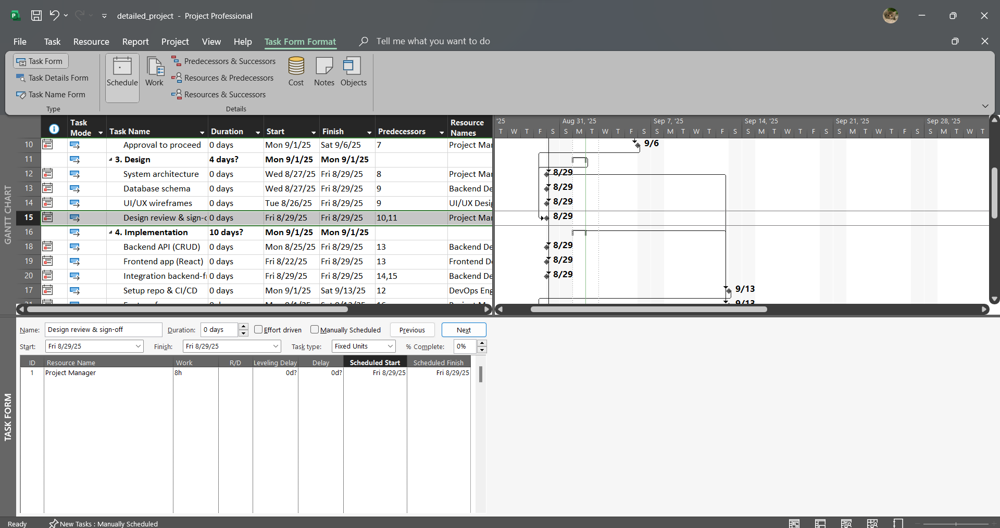 detailed_project - Project Professional
File Task Resource Report Project View Help Task Form Format Tell me what you want to do
Task Form
Task Details Form
Task Name Form
Type
Schedule
Work
Predecessors & Successors
Resources & Predecessors
Resources & Successors
Cost
Notes
Objects
Details
GANTT CHART
Task Mode Task Name Duration Start Finish Predecessors Resource Names
10 Approval to proceed 0 days Mon 9/1/25 Sat 9/6/25 7 Project Mar
11 3. Design 4 days? Mon 9/1/25 Mon 9/1/25
12 System architecture 0 days Wed 8/27/25 Fri 8/29/25 8 Project Mar
13 Database schema 0 days Wed 8/27/25 Fri 8/29/25 9 Backend De
14 UI/UX wireframes 0 days Tue 8/26/25 Fri 8/29/25 9 UI/UX Desig
15 Design review & sign-o 0 days Fri 8/29/25 Fri 8/29/25 10,11 Project Mar
16 4. Implementation 10 days? Mon 9/1/25 Mon 9/1/25
18 Backend API (CRUD) 0 days Mon 8/25/25 Fri 8/29/25 13 Backend De
19 Frontend app (React) 0 days Fri 8/22/25 Fri 8/29/25 13 Frontend De
20 Integration backend-fr 0 days Fri 8/29/25 Fri 8/29/25 14,15 Backend De
17 Setup repo & CI/CD 0 days Mon 9/1/25 Sat 9/13/25 12 DevOps Eng
'25 Aug 31, '25 Sep 7, '25 Sep 14, '25 Sep 21, '25 Sep 28, '25
T W T F S S M T W T F S S M T W T F S S M T W T F S S M T W T F S S M T W T
9/6
8/29
8/29
8/29
8/29
8/29
8/29
8/29
9/13
9/13
TASK FORM
Name: Design review & sign-off Duration: 0 days Effort driven Manually Scheduled Previous Next
Start: Fri 8/29/25 Finish: Fri 8/29/25 Task type: Fixed Units % Complete: 0%
ID Resource Name Work R/D Leveling Delay Delay Scheduled Start Scheduled Finish
1 Project Manager 8h 0d? 0d? Fri 8/29/25 Fri 8/29/25
Ready New Tasks : Manually Scheduled